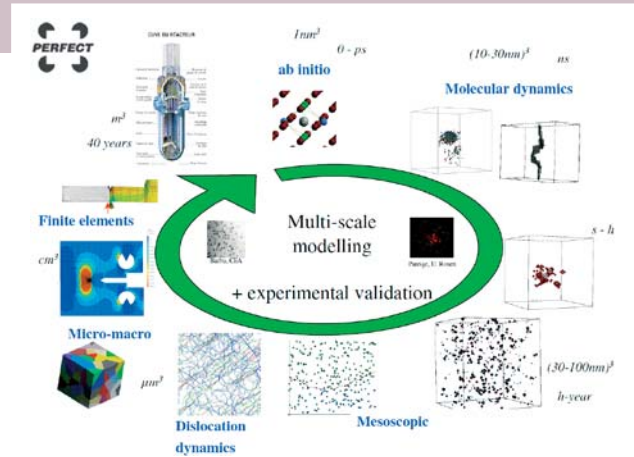 PERFECT
1nm³
0 - ps
ab initio
(10-30nm)³
ns
Molecular dynamics
m³
40 years
Finite elements
Multi-scale
modelling
+ experimental validation
s - h
cm³
Micro-macro
µm³
Dislocation
dynamics
Mesoscopic
(30-100nm)³
h-year